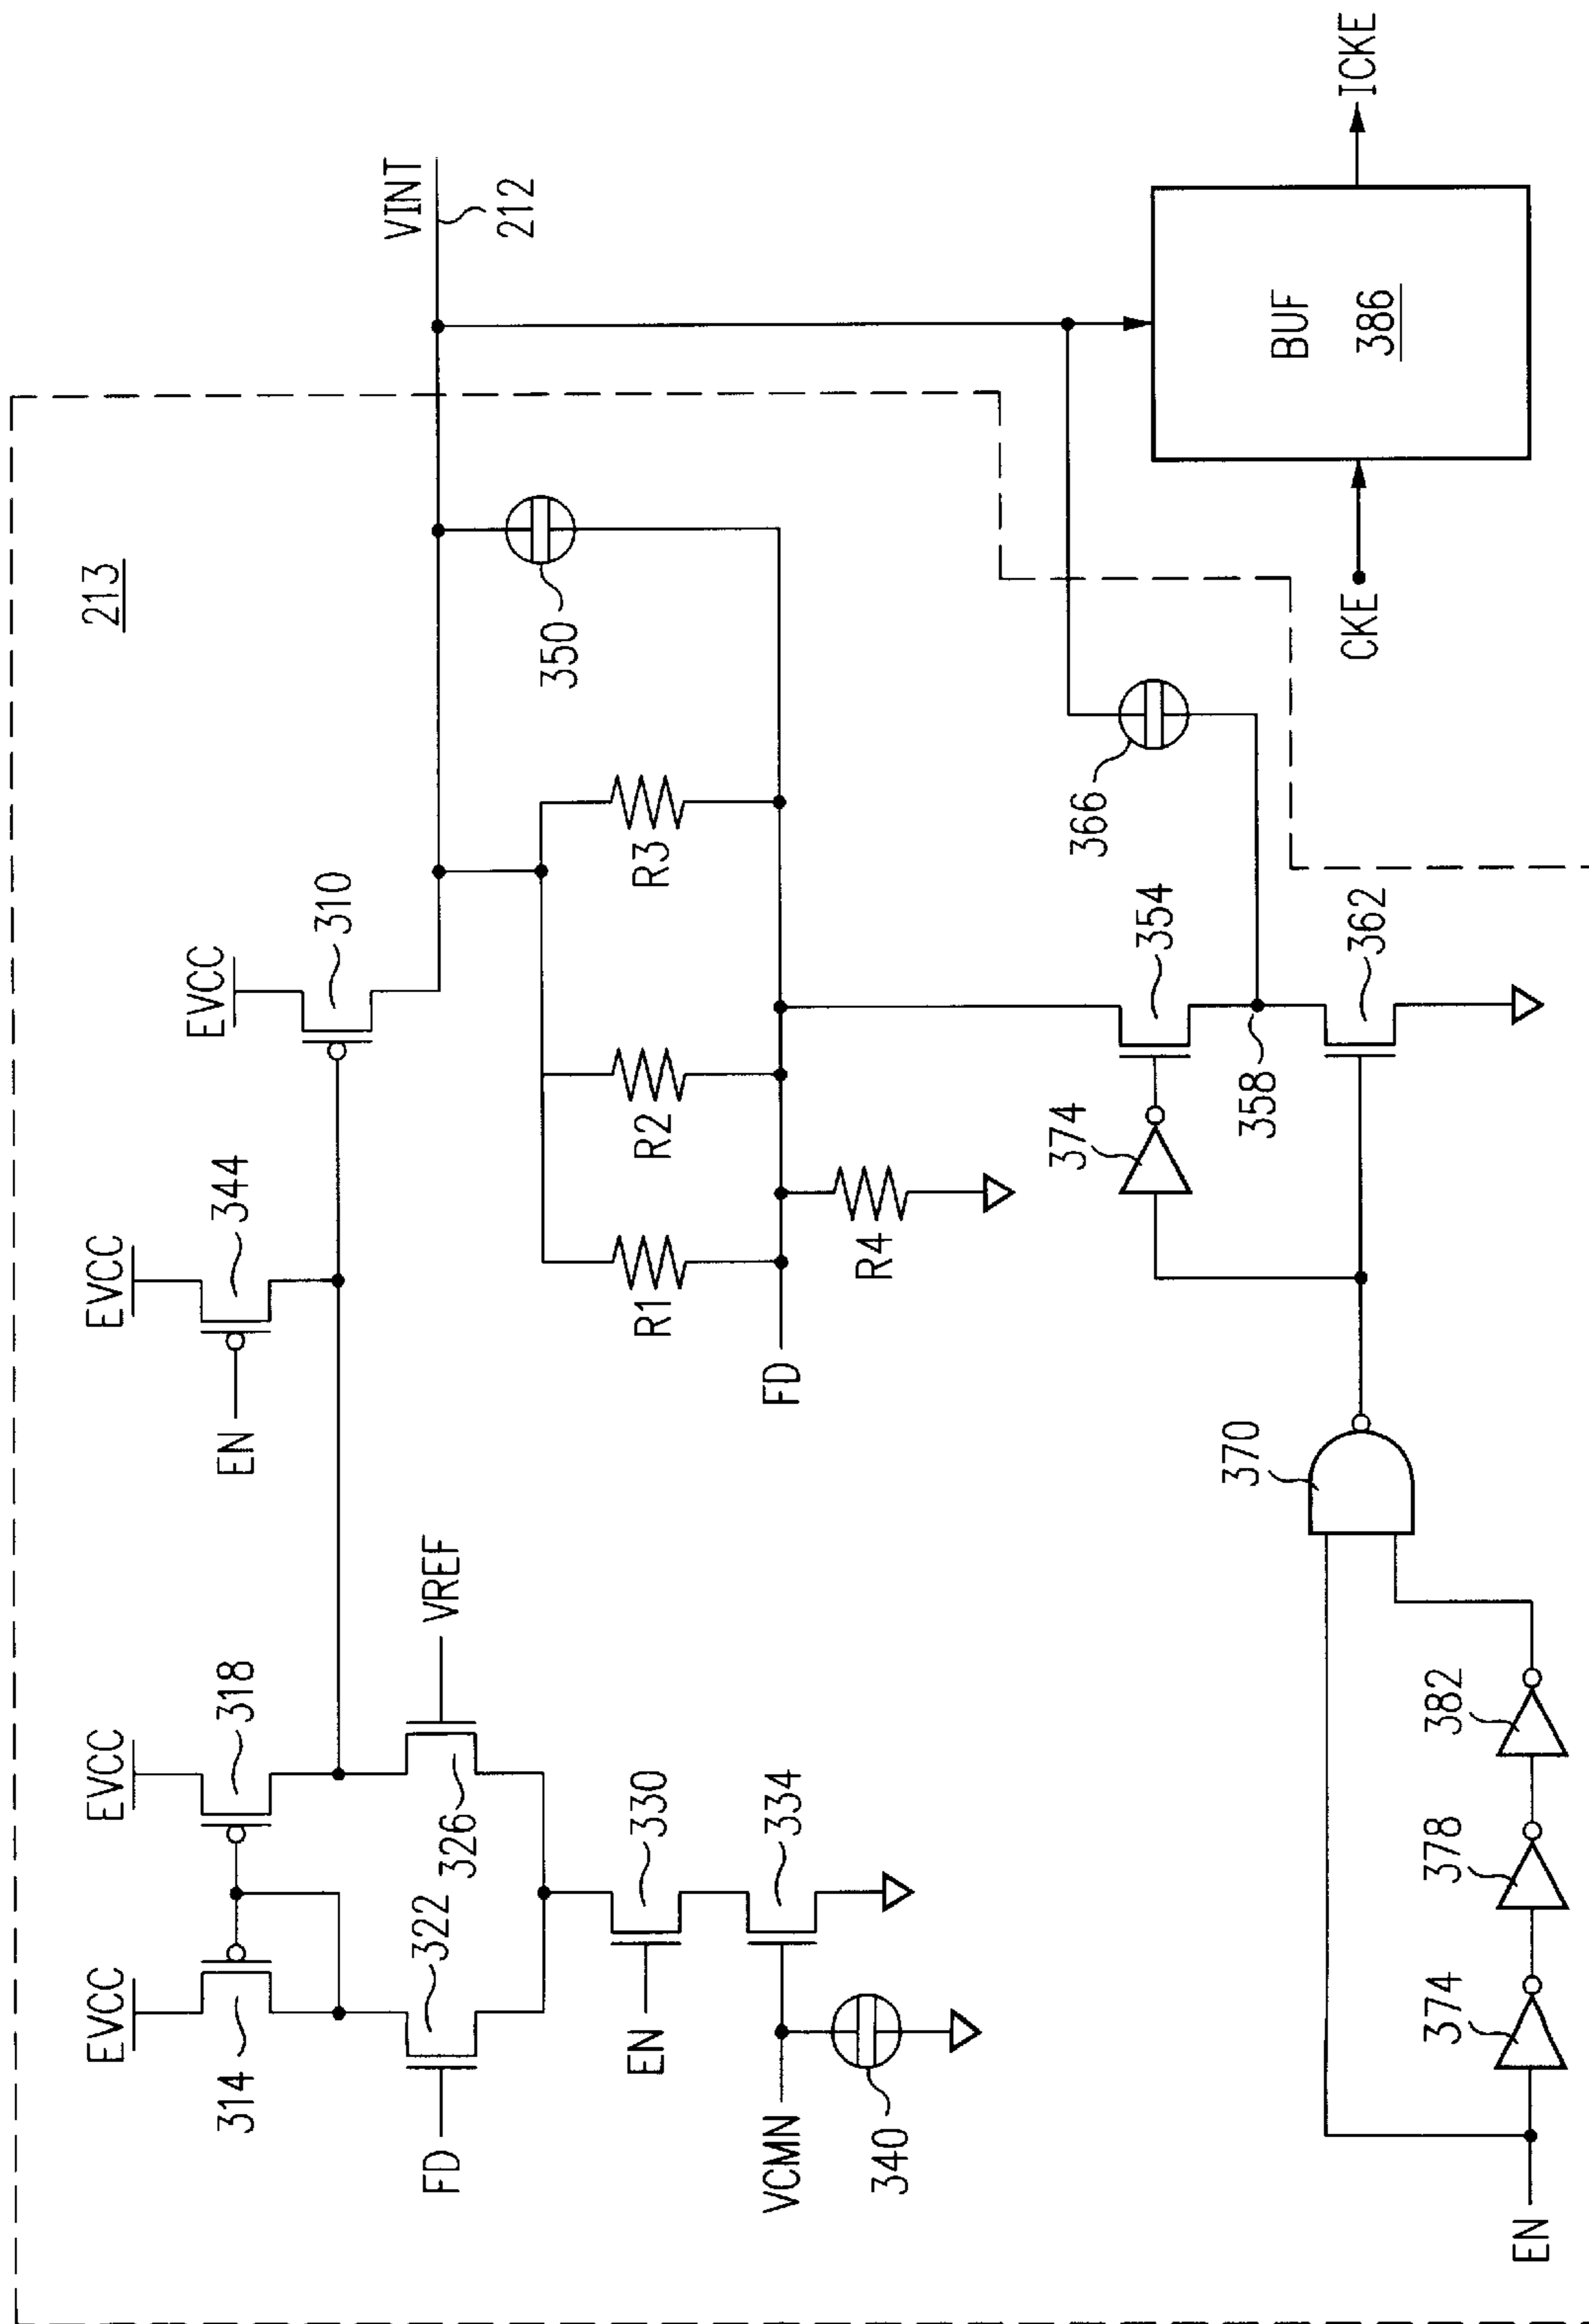 213
EVCC
314
EVCC
318
EVCC
344
EVCC
310
EN
VINT
212
FD
322
326
VREF
EN
330
334
VCMN
340
FD
R1
R2
R3
R4
350
374
354
358
362
366
370
EN
374
378
382
CKE
BUF
386
ICKE